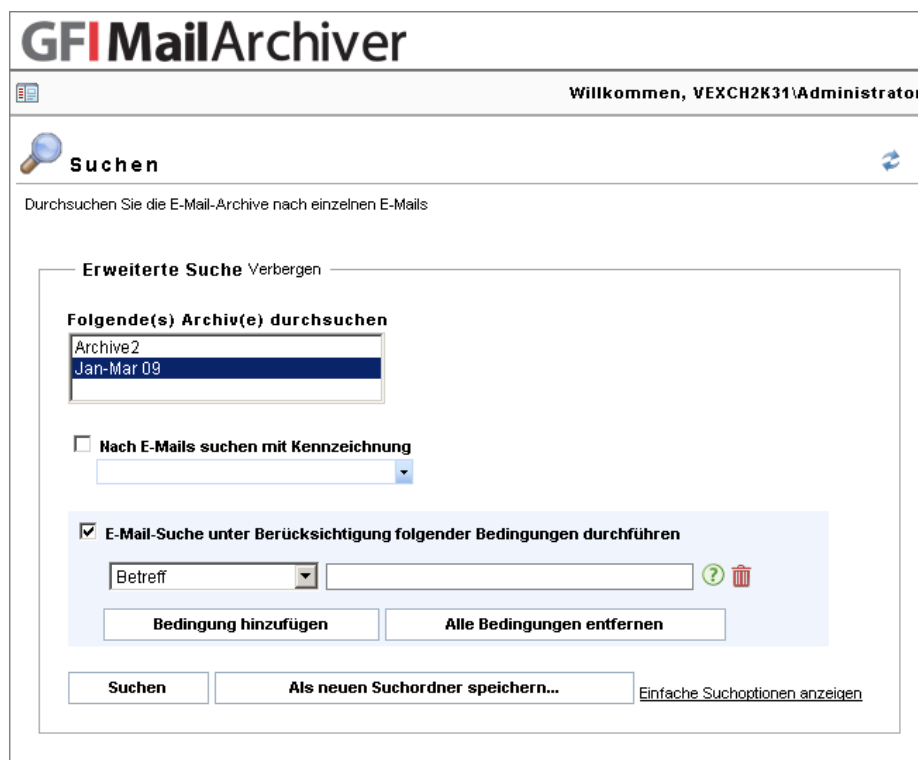 GFI MailArchiver
Willkommen, VEXCH2K31\Administrator
Suchen
Durchsuchen Sie die E-Mail-Archive nach einzelnen E-Mails
Erweiterte Suche Verbergen
Folgende(s) Archiv(e) durchsuchen
Archive2
Jan-Mar 09
Nach E-Mails suchen mit Kennzeichnung
E-Mail-Suche unter Berücksichtigung folgender Bedingungen durchführen
Betreff ?
Bedingung hinzufügen Alle Bedingungen entfernen
Suchen Als neuen Suchordner speichern... Einfache Suchoptionen anzeigen